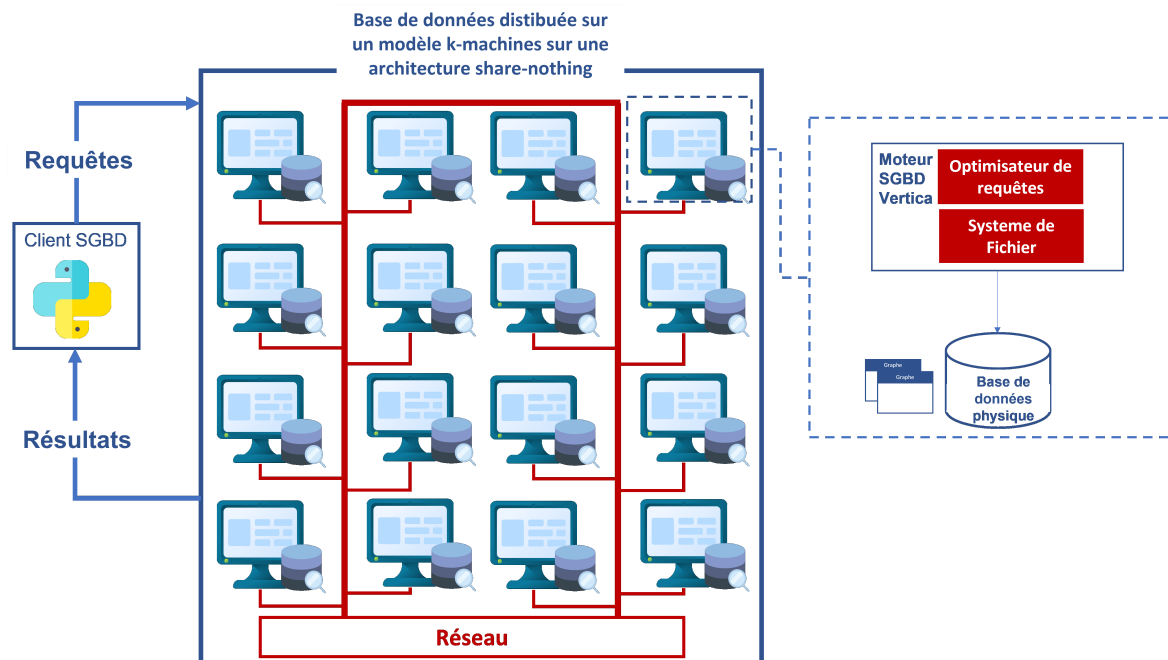 Base de données distibuée sur
un modèle k-machines sur une
architecture share-nothing
Requêtes
Client SGBD
Résultats
Réseau
Moteur
SGBD
Vertica
Optimisateur de
requêtes
Systeme de
Fichier
Graphe
Graphe
Base de
données
physique